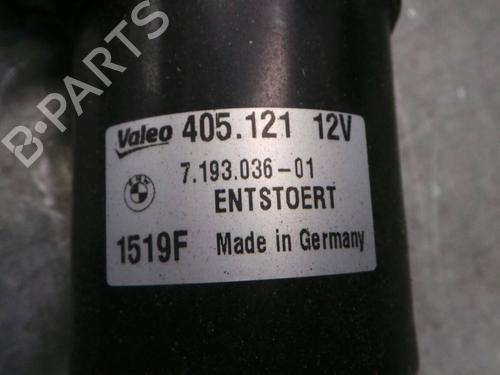 B-PARTS
Valeo 405.121 12V
7.193.036-01
ENTSTOERT
1519F Made in Germany